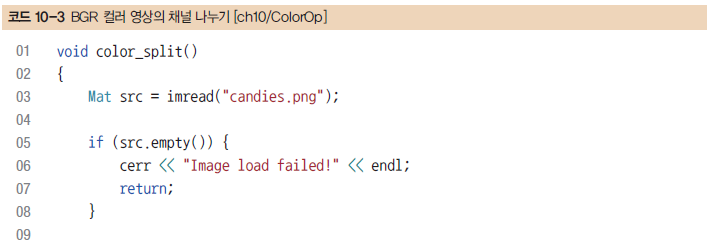 코드 10-3 BGR 컬러 영상의 채널 나누기 [ch10/ColorOp]
01 void color_split()
02 {
03     Mat src = imread("candies.png");
04
05     if (src.empty()) {
06         cerr << "Image load failed!" << endl;
07         return;
08     }
09